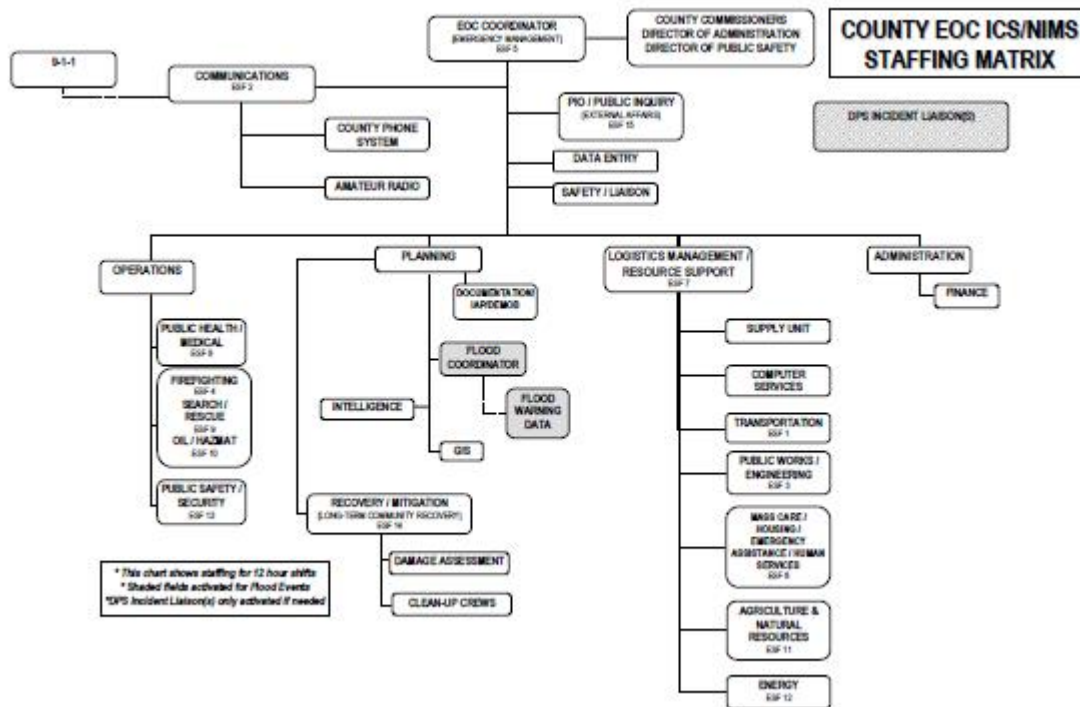 COUNTY EOC ICS/NIMS
STAFFING MATRIX
EOC COORDINATOR
(EMERGENCY MANAGEMENT)
ESF 5
COUNTY COMMISSIONERS
DIRECTOR OF ADMINISTRATION
DIRECTOR OF PUBLIC SAFETY
9-1-1
COMMUNICATIONS
ESF 2
COUNTY PHONE
SYSTEM
AMATEUR RADIO
PIO / PUBLIC INQUIRY
(EXTERNAL AFFAIRS)
ESF 15
DATA ENTRY
SAFETY / LIAISON
DPS INCIDENT LIAISON(S)
OPERATIONS
PUBLIC HEALTH /
MEDICAL
ESF 8
FIREFIGHTING
ESF 4
SEARCH /
RESCUE
ESF 9
OIL / HAZMAT
ESF 10
PUBLIC SAFETY /
SECURITY
ESF 13
PLANNING
DOCUMENTATION/
IAP/DEMOB
FLOOD
COORDINATOR
FLOOD
WARNING
DATA
INTELLIGENCE
GIS
RECOVERY / MITIGATION
(LONG-TERM COMMUNITY RECOVERY)
ESF 14
DAMAGE ASSESSMENT
CLEAN-UP CREWS
LOGISTICS MANAGEMENT /
RESOURCE SUPPORT
ESF 7
SUPPLY UNIT
COMPUTER
SERVICES
TRANSPORTATION
ESF 1
PUBLIC WORKS /
ENGINEERING
ESF 3
MASS CARE /
HOUSING /
EMERGENCY
ASSISTANCE / HUMAN
SERVICES
ESF 6
AGRICULTURE &
NATURAL
RESOURCES
ESF 11
ENERGY
ESF 12
ADMINISTRATION
FINANCE
* This chart shows staffing for 12 hour shifts
* Shaded fields activated for Flood Events
*DPS Incident Liaison(s) only activated if needed